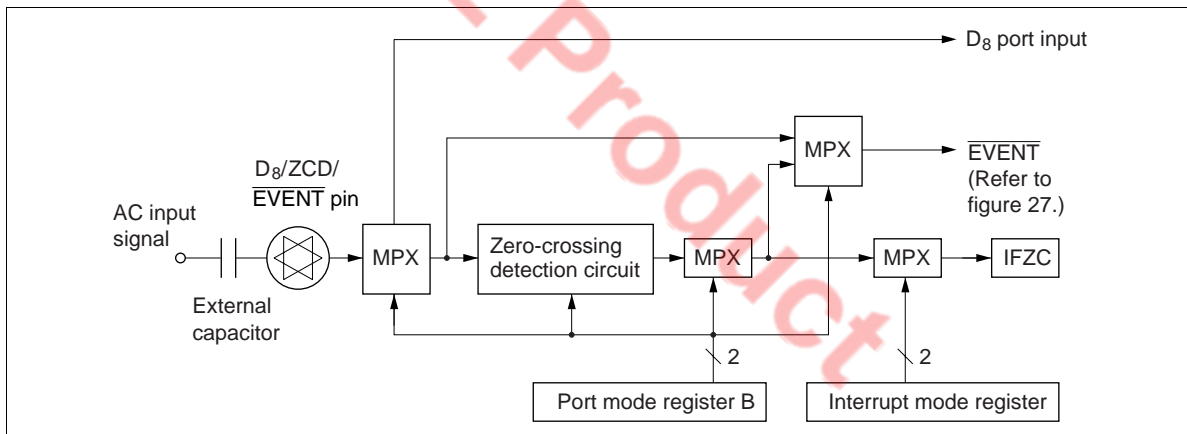 L Product
D8 port input
MPX
EVENT
(Refer to
figure 27.)
D8/ZCD/
EVENT pin
AC input
signal
MPX
Zero-crossing
detection circuit
MPX
MPX
IFZC
External
capacitor
2
2
Port mode register B
Interrupt mode register